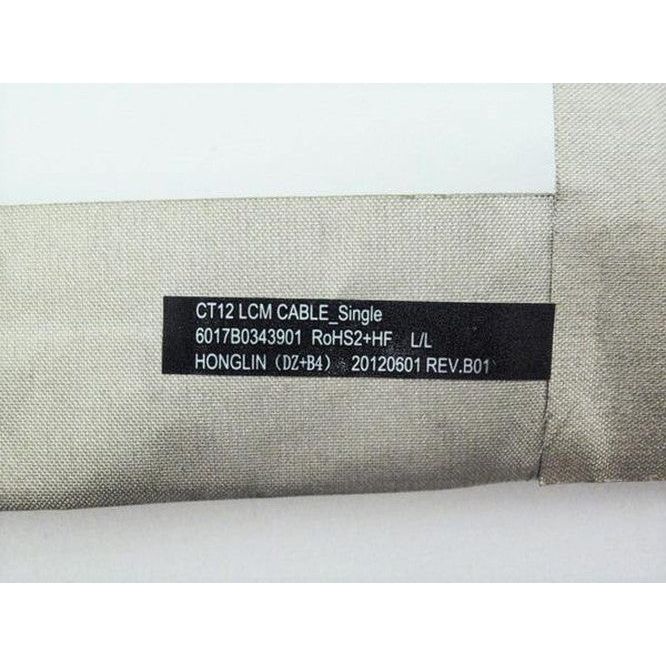 CT12 LCM CABLE_Single
6017B0343901 RoHS2+HF L/L
HONGLIN (DZ+B4) 20120601 REV.B01